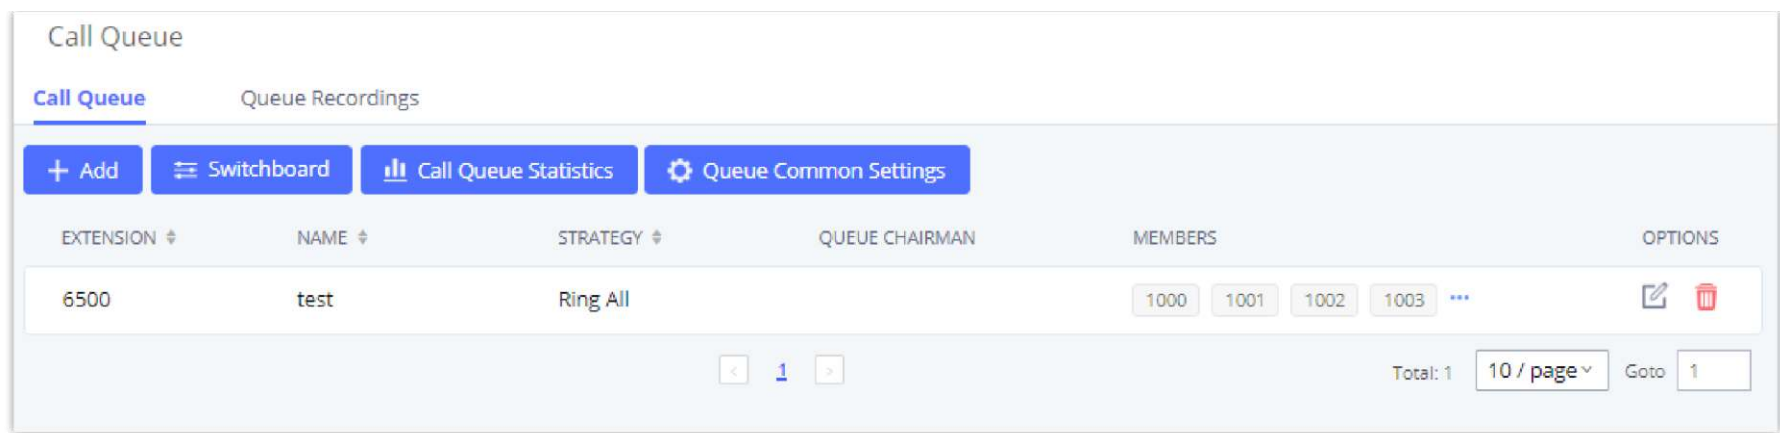 Call Queue
Call Queue Queue Recordings
+ Add Switchboard Call Queue Statistics Queue Common Settings
EXTENSION NAME STRATEGY QUEUE CHAIRMAN MEMBERS OPTIONS
6500 test Ring All 1000 1001 1002 1003 ···
< 1 > Total: 1 10 / page Goto 1